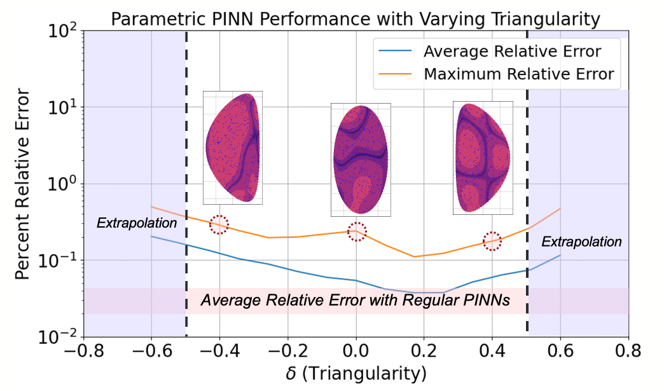 Parametric PINN Performance with Varying Triangularity
Percent Relative Error
10²
10¹
10⁰
10⁻¹
10⁻²
Average Relative Error
Maximum Relative Error
Extrapolation
Extrapolation
Average Relative Error with Regular PINNs
−0.8 −0.6 −0.4 −0.2 0.0 0.2 0.4 0.6 0.8
δ (Triangularity)